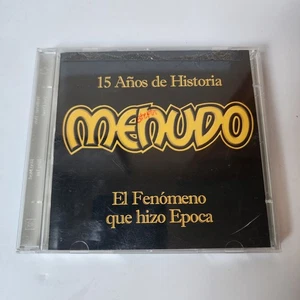 15 Años de Historia
MENUDO
El Fenómeno
que hizo Epoca